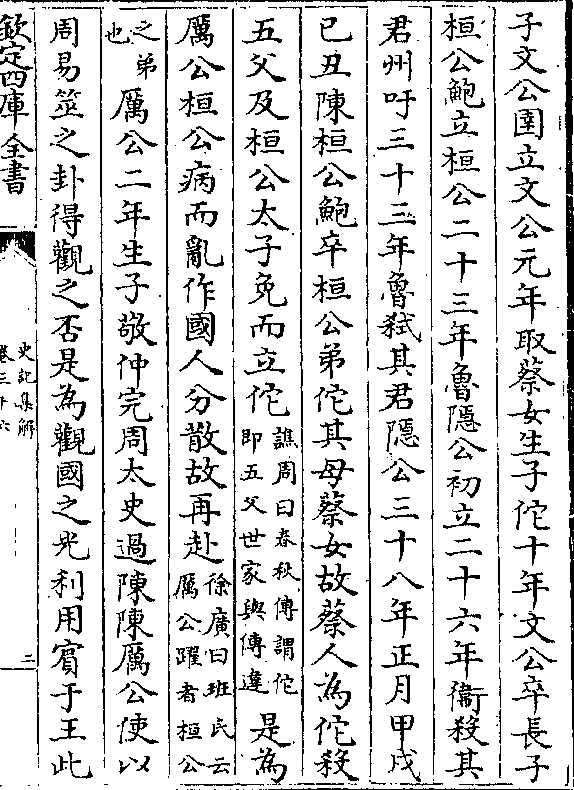 子文公圉立文公元年取蔡女生子佗十年文公卒長子
桓公鮑立桓公二十三年魯隱公初立二十六年衞殺其
君州吁三十三年魯弑其君隱公三十八年正月甲戌
已丑陳桓公鮑卒桓公弟佗其母蔡女故蔡人為佗殺
五父及桓公太子免而立佗譙周曰春秋傳謂佗即五父世家與傳違是為
厲公桓公病而亂作國人分散故再赴徐廣曰班氏云厲公躍者桓公
之弟也厲公二年生子敬仲完周太史過陳陳厲公使以
周易筮之卦得觀之否是為觀國之光利用賓于王此
欽定四庫全書
史記集解
卷三十六
二